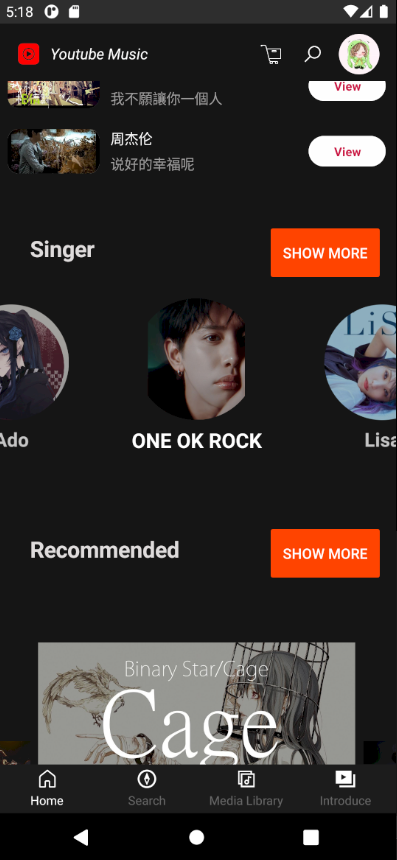 5:18
Youtube Music
我不願讓你一個人
View
周杰伦
说好的幸福呢
View
Singer
SHOW MORE
LiS
Ado
ONE OK ROCK
Lisa
Recommended
SHOW MORE
Binary Star/Cage
Cage
Home
Search
Media Library
Introduce